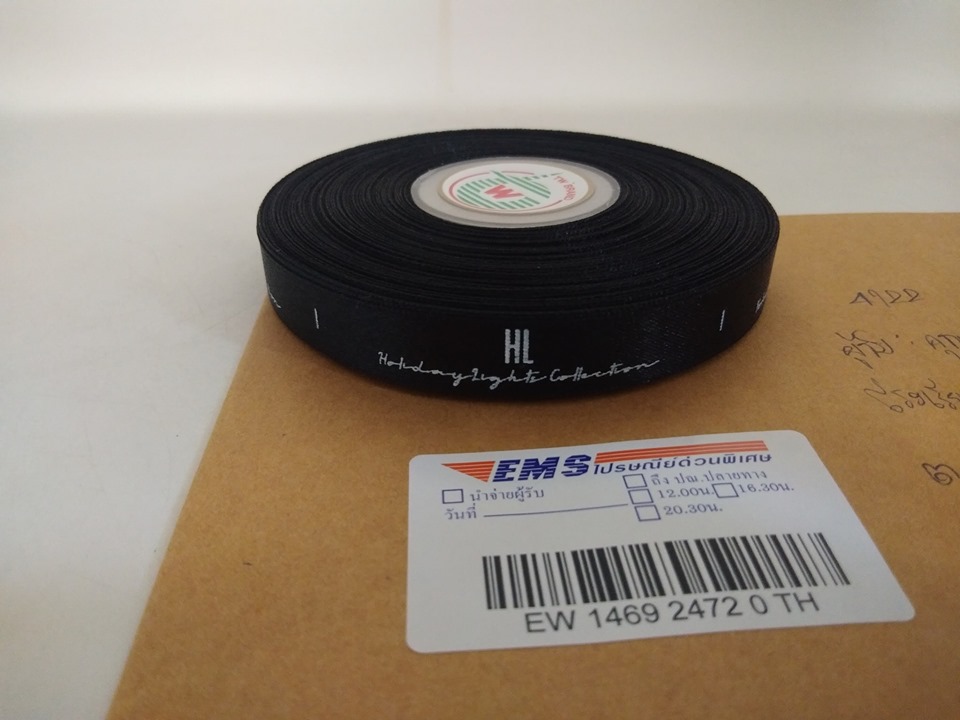 HL
Holiday Lights Collection
EMS ไปรษณีย์ด่วนพิเศษ
นำจ่ายผู้รับ
ถึง ปณ.ปลายทาง
12.00น. 16.30น.
วันที่
20.30น.
EW 1469 2472 0 TH